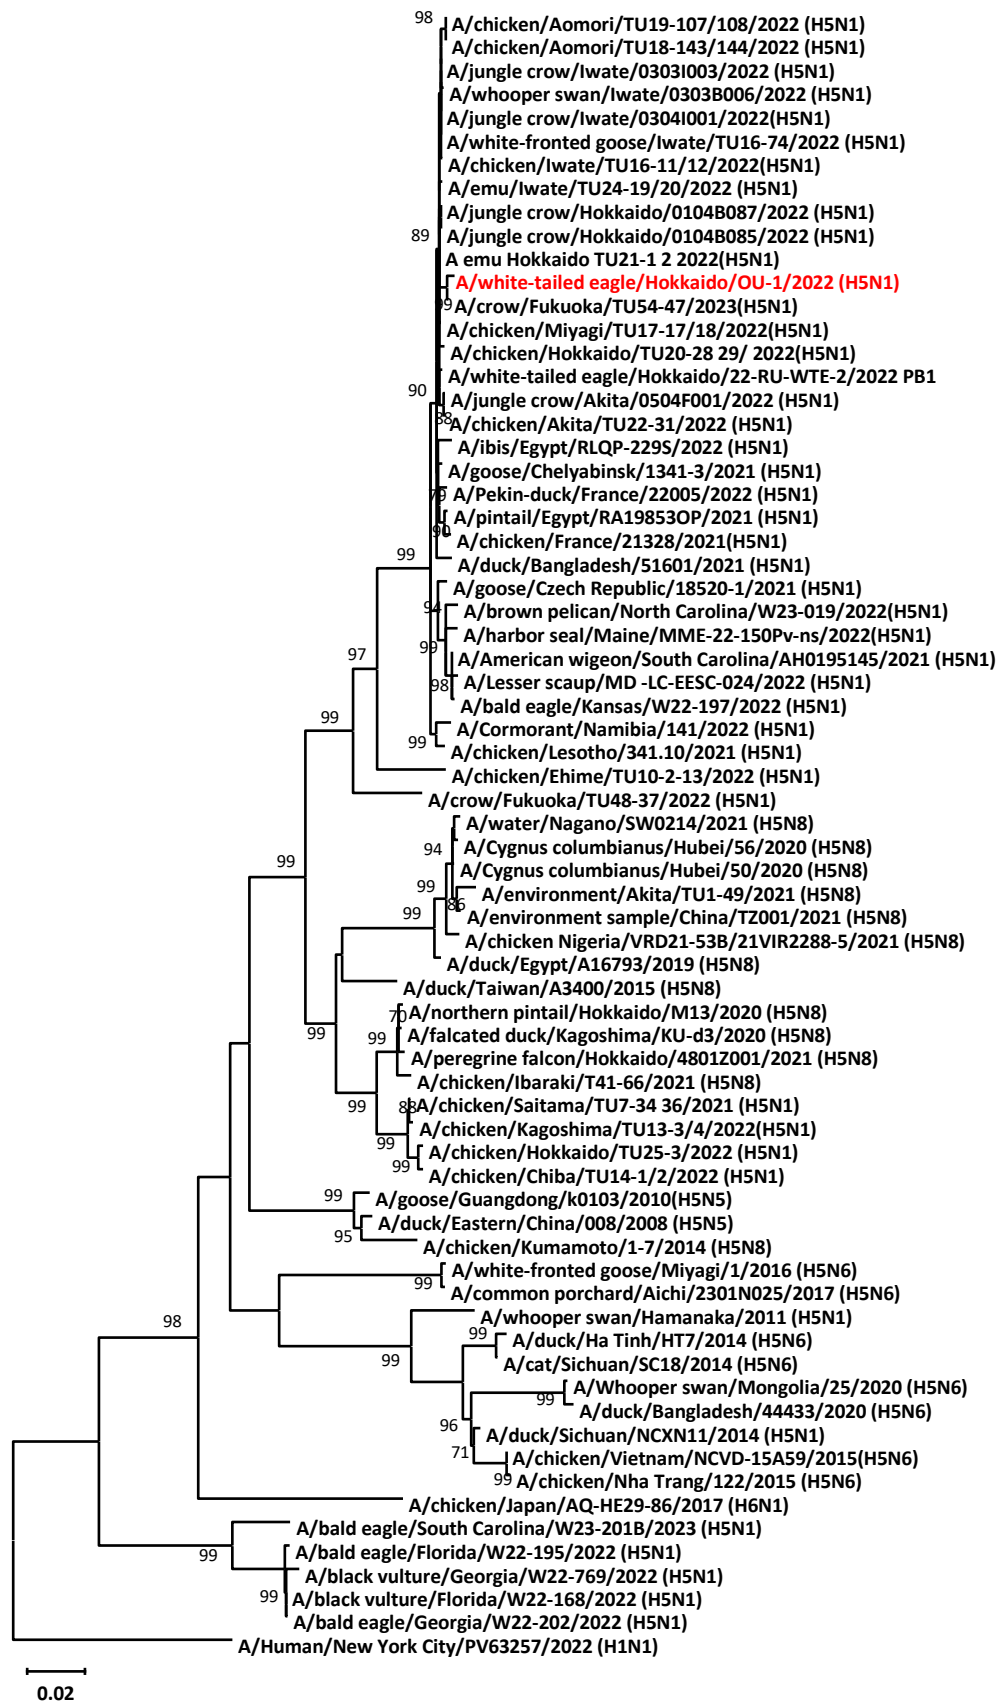 98
A/chicken/Aomori/TU19-107/108/2022 (H5N1)
A/chicken/Aomori/TU18-143/144/2022 (H5N1)
A/jungle crow/Iwate/0303I003/2022 (H5N1)
A/whooper swan/Iwate/0303B006/2022 (H5N1)
A/jungle crow/Iwate/0304I001/2022(H5N1)
A/white-fronted goose/Iwate/TU16-74/2022 (H5N1)
A/chicken/Iwate/TU16-11/12/2022(H5N1)
A/emu/Iwate/TU24-19/20/2022 (H5N1)
A/jungle crow/Hokkaido/0104B087/2022 (H5N1)
89
A/jungle crow/Hokkaido/0104B085/2022 (H5N1)
A emu Hokkaido TU21-1 2 2022(H5N1)
A/white-tailed eagle/Hokkaido/OU-1/2022 (H5N1)
99
A/crow/Fukuoka/TU54-47/2023(H5N1)
A/chicken/Miyagi/TU17-17/18/2022(H5N1)
A/chicken/Hokkaido/TU20-28 29/ 2022(H5N1)
A/white-tailed eagle/Hokkaido/22-RU-WTE-2/2022 PB1
90
A/jungle crow/Akita/0504F001/2022 (H5N1)
88
A/chicken/Akita/TU22-31/2022 (H5N1)
A/ibis/Egypt/RLQP-229S/2022 (H5N1)
A/goose/Chelyabinsk/1341-3/2021 (H5N1)
79
A/Pekin-duck/France/22005/2022 (H5N1)
A/pintail/Egypt/RA19853OP/2021 (H5N1)
90
A/chicken/France/21328/2021(H5N1)
99
A/duck/Bangladesh/51601/2021 (H5N1)
A/goose/Czech Republic/18520-1/2021 (H5N1)
94
A/brown pelican/North Carolina/W23-019/2022(H5N1)
A/harbor seal/Maine/MME-22-150Pv-ns/2022(H5N1)
99
97
A/American wigeon/South Carolina/AH0195145/2021 (H5N1)
98
A/Lesser scaup/MD -LC-EESC-024/2022 (H5N1)
A/bald eagle/Kansas/W22-197/2022 (H5N1)
99
A/Cormorant/Namibia/141/2022 (H5N1)
99
A/chicken/Lesotho/341.10/2021 (H5N1)
A/chicken/Ehime/TU10-2-13/2022 (H5N1)
A/crow/Fukuoka/TU48-37/2022 (H5N1)
A/water/Nagano/SW0214/2021 (H5N8)
94
A/Cygnus columbianus/Hubei/56/2020 (H5N8)
99
A/Cygnus columbianus/Hubei/50/2020 (H5N8)
99
A/environment/Akita/TU1-49/2021 (H5N8)
86
99
A/environment sample/China/TZ001/2021 (H5N8)
A/chicken Nigeria/VRD21-53B/21VIR2288-5/2021 (H5N8)
A/duck/Egypt/A16793/2019 (H5N8)
A/duck/Taiwan/A3400/2015 (H5N8)
70
A/northern pintail/Hokkaido/M13/2020 (H5N8)
99
99
A/falcated duck/Kagoshima/KU-d3/2020 (H5N8)
A/peregrine falcon/Hokkaido/4801Z001/2021 (H5N8)
A/chicken/Ibaraki/T41-66/2021 (H5N8)
99
88
A/chicken/Saitama/TU7-34 36/2021 (H5N1)
A/chicken/Kagoshima/TU13-3/4/2022(H5N1)
99
A/chicken/Hokkaido/TU25-3/2022 (H5N1)
99
A/chicken/Chiba/TU14-1/2/2022 (H5N1)
99
A/goose/Guangdong/k0103/2010(H5N5)
A/duck/Eastern/China/008/2008 (H5N5)
95
A/chicken/Kumamoto/1-7/2014 (H5N8)
A/white-fronted goose/Miyagi/1/2016 (H5N6)
99
A/common porchard/Aichi/2301N025/2017 (H5N6)
A/whooper swan/Hamanaka/2011 (H5N1)
98
99
A/duck/Ha Tinh/HT7/2014 (H5N6)
99
A/cat/Sichuan/SC18/2014 (H5N6)
A/Whooper swan/Mongolia/25/2020 (H5N6)
99
A/duck/Bangladesh/44433/2020 (H5N6)
96
A/duck/Sichuan/NCXN11/2014 (H5N1)
71
A/chicken/Vietnam/NCVD-15A59/2015(H5N6)
99
A/chicken/Nha Trang/122/2015 (H5N6)
A/chicken/Japan/AQ-HE29-86/2017 (H6N1)
A/bald eagle/South Carolina/W23-201B/2023 (H5N1)
99
A/bald eagle/Florida/W22-195/2022 (H5N1)
A/black vulture/Georgia/W22-769/2022 (H5N1)
99
A/black vulture/Florida/W22-168/2022 (H5N1)
A/bald eagle/Georgia/W22-202/2022 (H5N1)
A/Human/New York City/PV63257/2022 (H1N1)
0.02